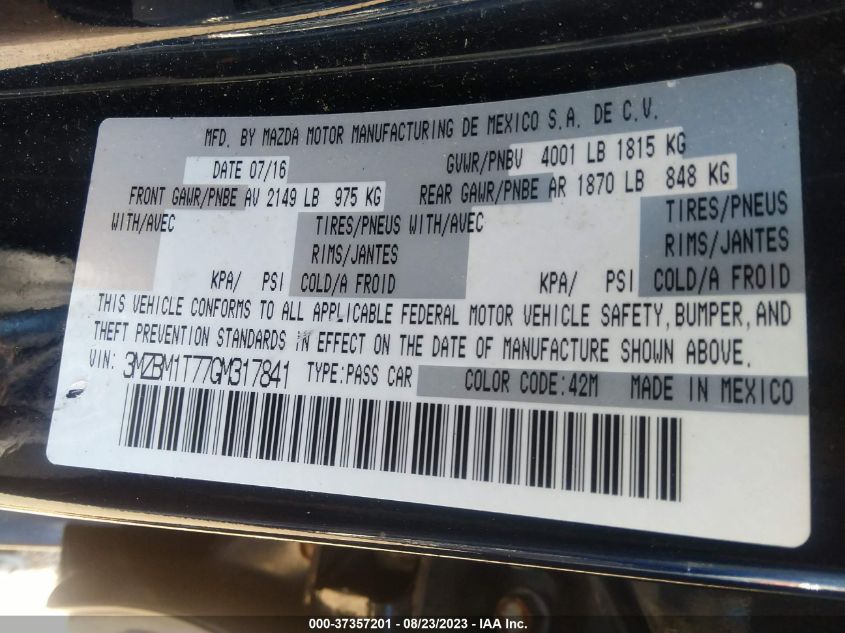 MFD. BY MAZDA MOTOR MANUFACTURING DE MEXICO S.A. DE C.V.
DATE 07/16 GVWR/PNBV 4001 LB 1815 KG
FRONT GAWR/PNBE AV 2149 LB 975 KG REAR GAWR/PNBE AR 1870 LB 848 KG
WITH/AVEC TIRES/PNEUS WITH/AVEC TIRES/PNEUS
RIMS/JANTES RIMS/JANTES
KPA/ PSI COLD/A FROID KPA/ PSI COLD/A FROID
THIS VEHICLE CONFORMS TO ALL APPLICABLE FEDERAL MOTOR VEHICLE SAFETY, BUMPER, AND
THEFT PREVENTION STANDARDS IN EFFECT ON THE DATE OF MANUFACTURE SHOWN ABOVE.
VIN: 3MZBM1T77GM317841 TYPE:PASS CAR COLOR CODE:42M MADE IN MEXICO
000-37357201 - 08/23/2023 - IAA Inc.